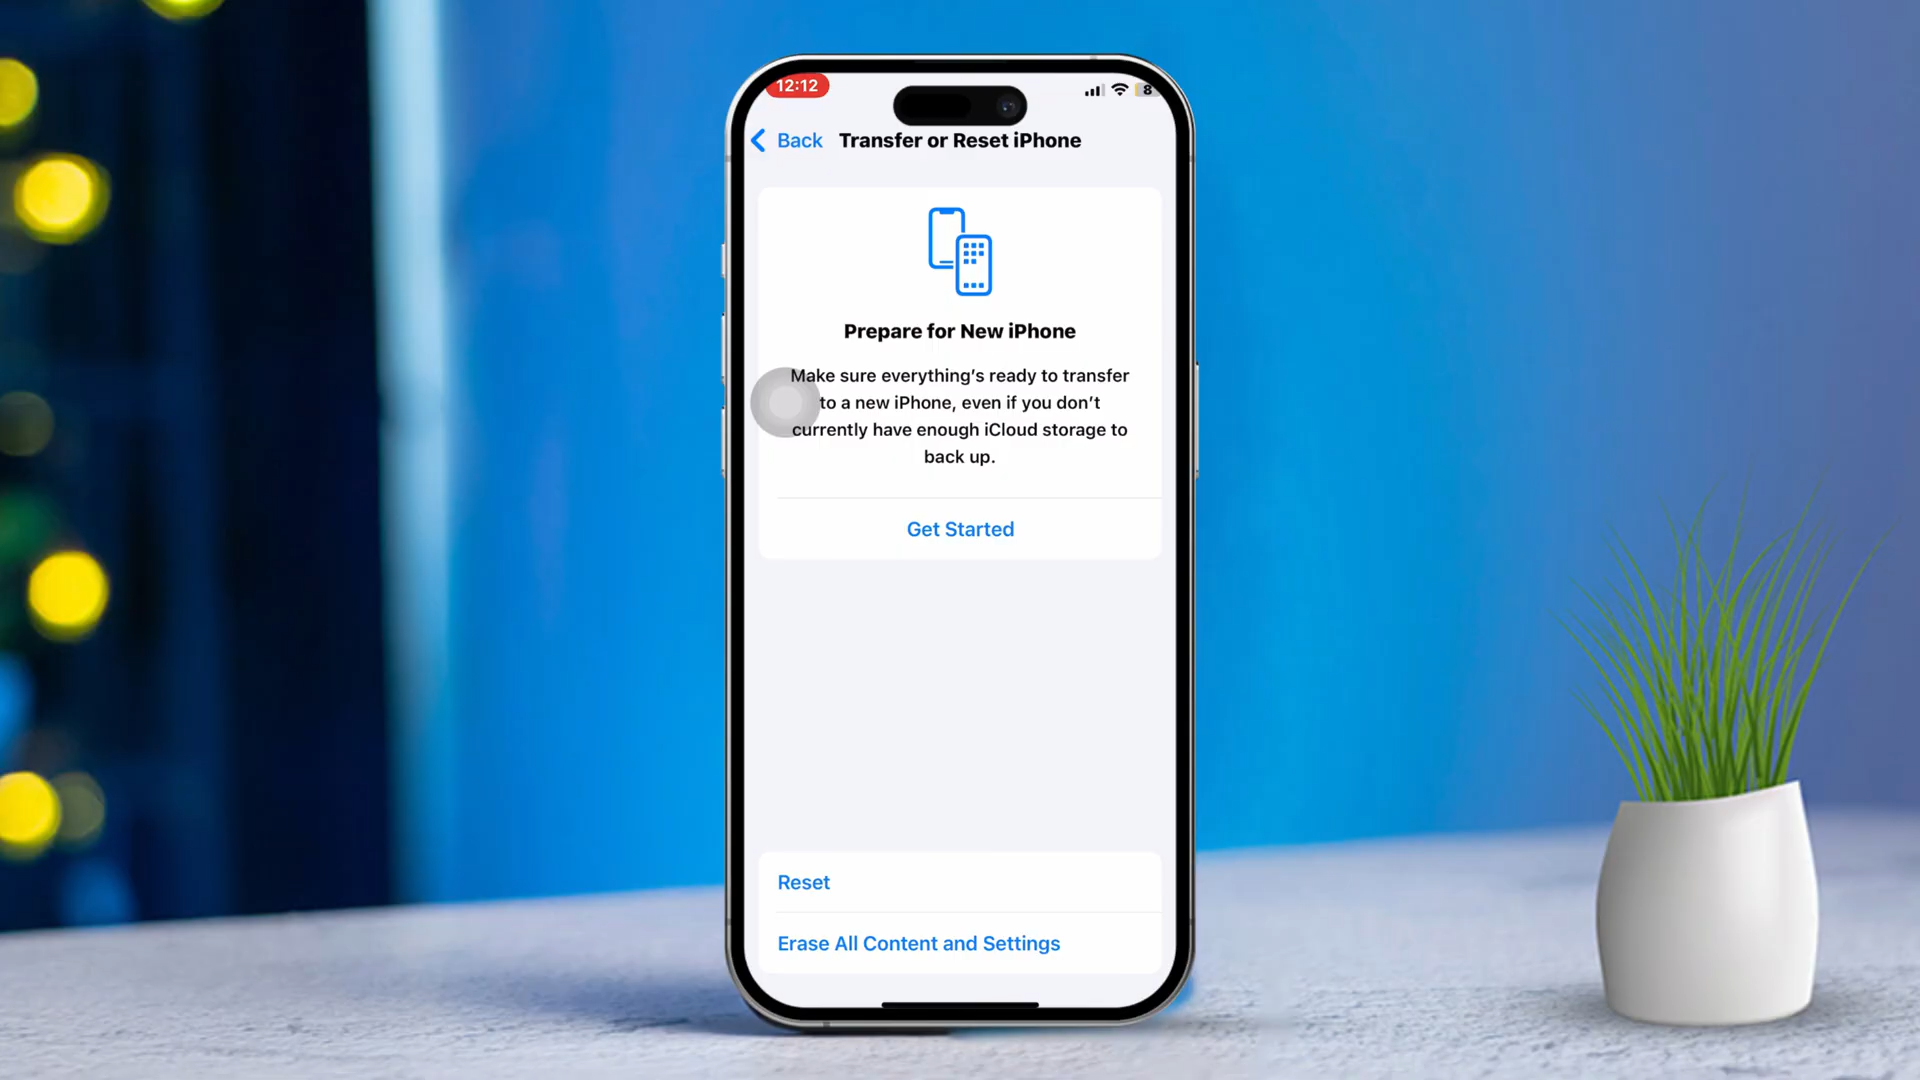 12:12
8
Back Transfer or Reset iPhone
Prepare for New iPhone
Make sure everything's ready to transfer
to a new iPhone, even if you don't
currently have enough iCloud storage to
back up.
Get Started
Reset
Erase All Content and Settings